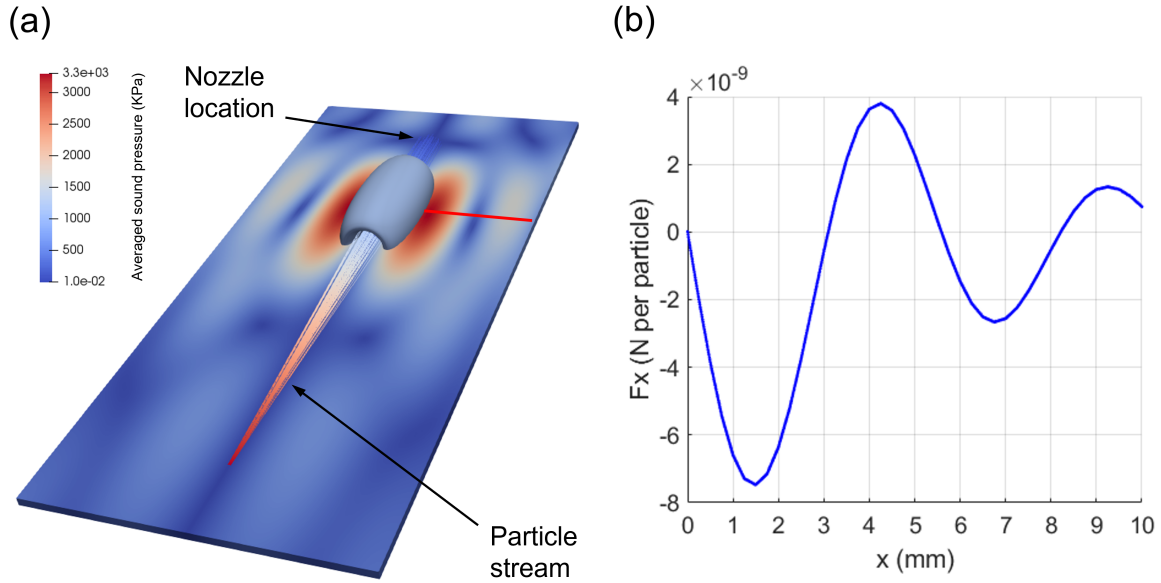 (a)
3.3e+03
3000
2500
2000
1500
1000
500
1.0e-02
Averaged sound pressure (KPa)
Nozzle
location
Particle
stream
(b)
×10⁻⁹
4
2
0
-2
-4
-6
-8
Fx (N per particle)
0 1 2 3 4 5 6 7 8 9 10
x (mm)